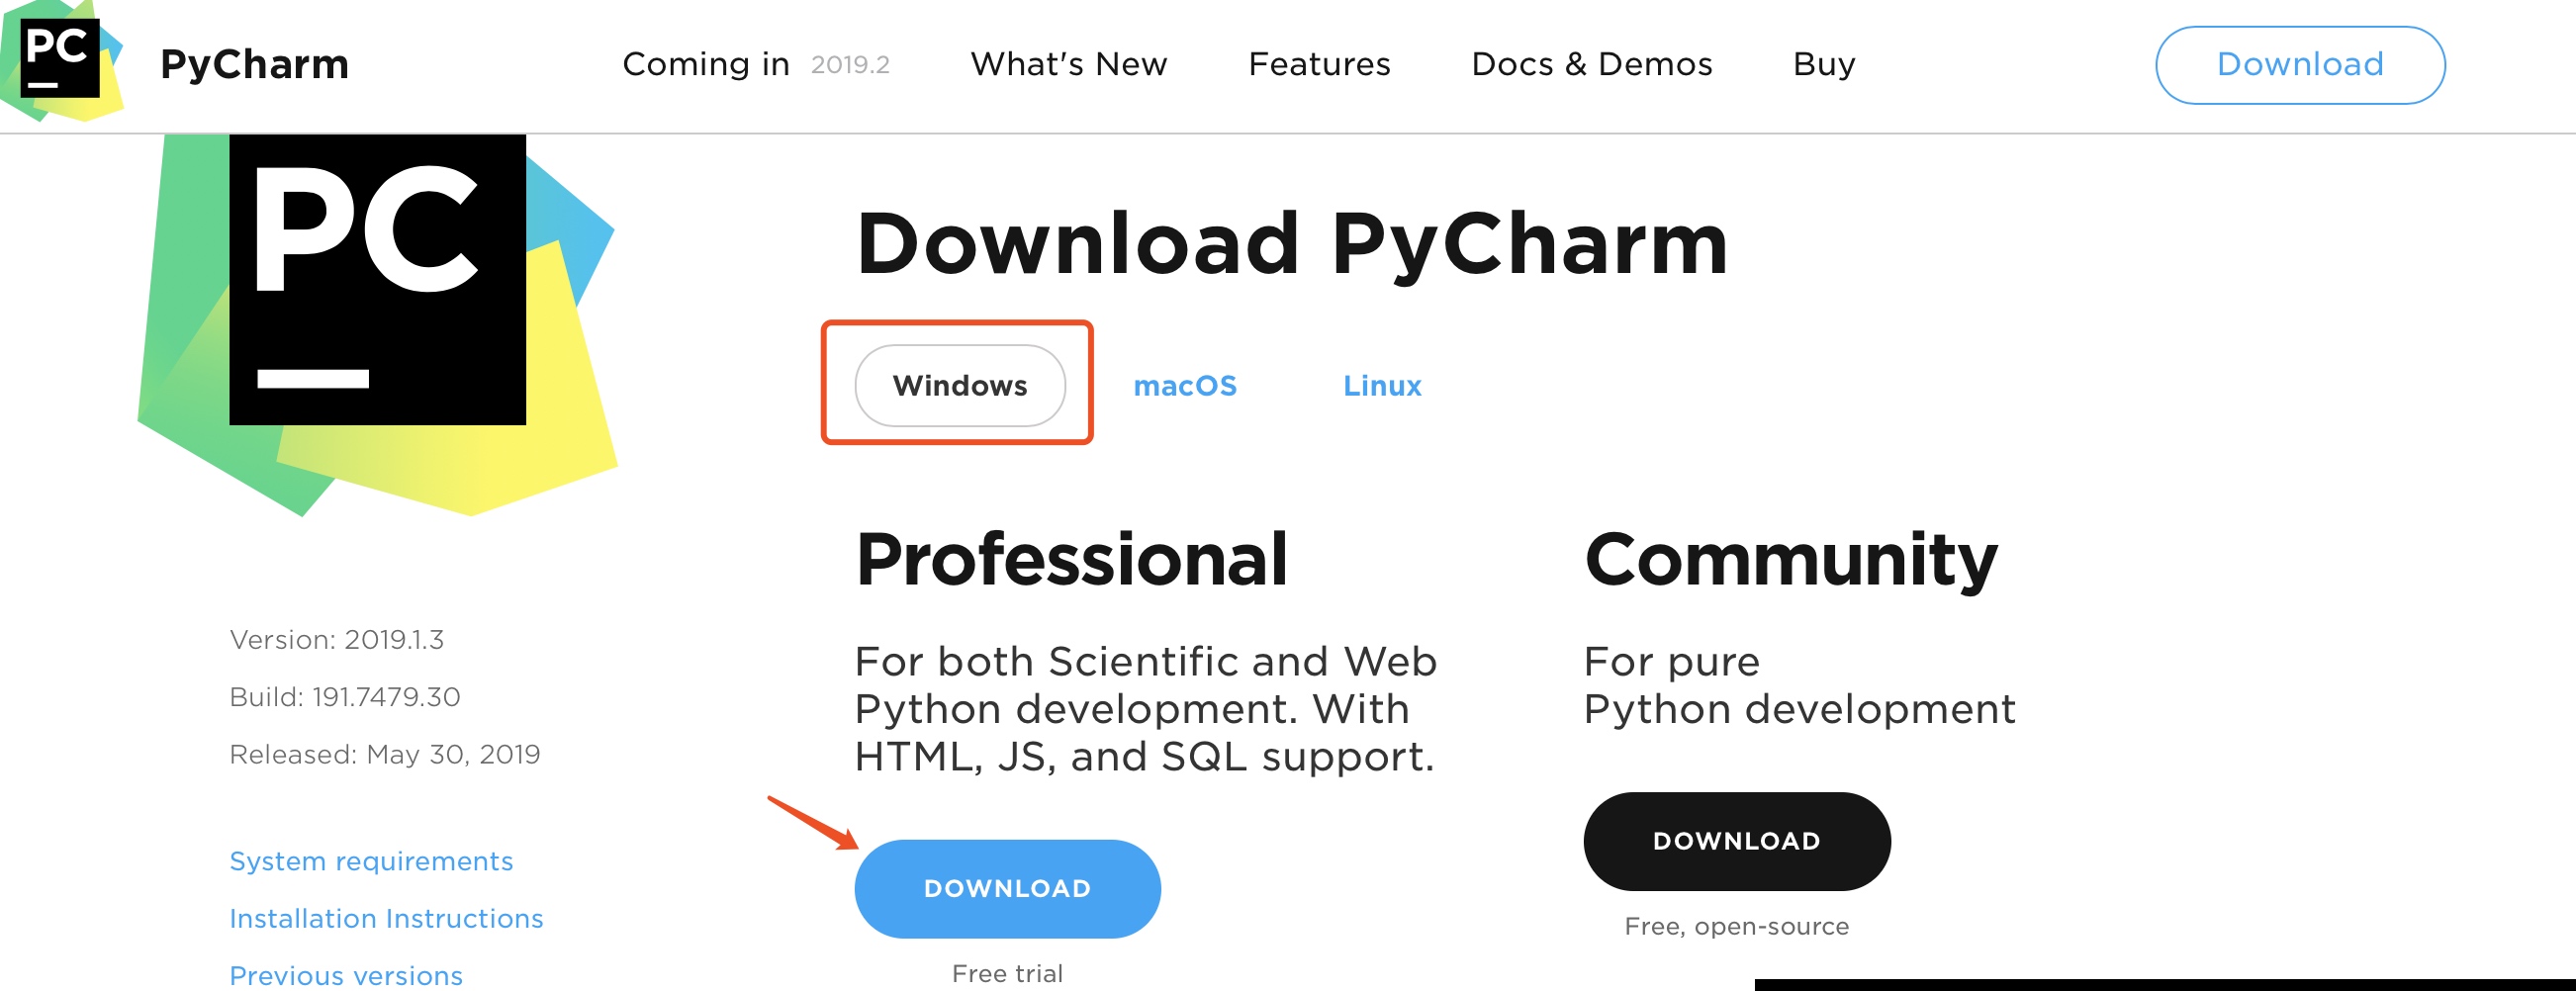 PC
PyCharm
Coming in 2019.2
What's New
Features
Docs & Demos
Buy
Download
PC
Download PyCharm
Windows
macOS
Linux
Professional
For both Scientific and Web
Python development. With
HTML, JS, and SQL support.
DOWNLOAD
Free trial
Community
For pure
Python development
DOWNLOAD
Free, open-source
Version: 2019.1.3
Build: 191.7479.30
Released: May 30, 2019
System requirements
Installation Instructions
Previous versions